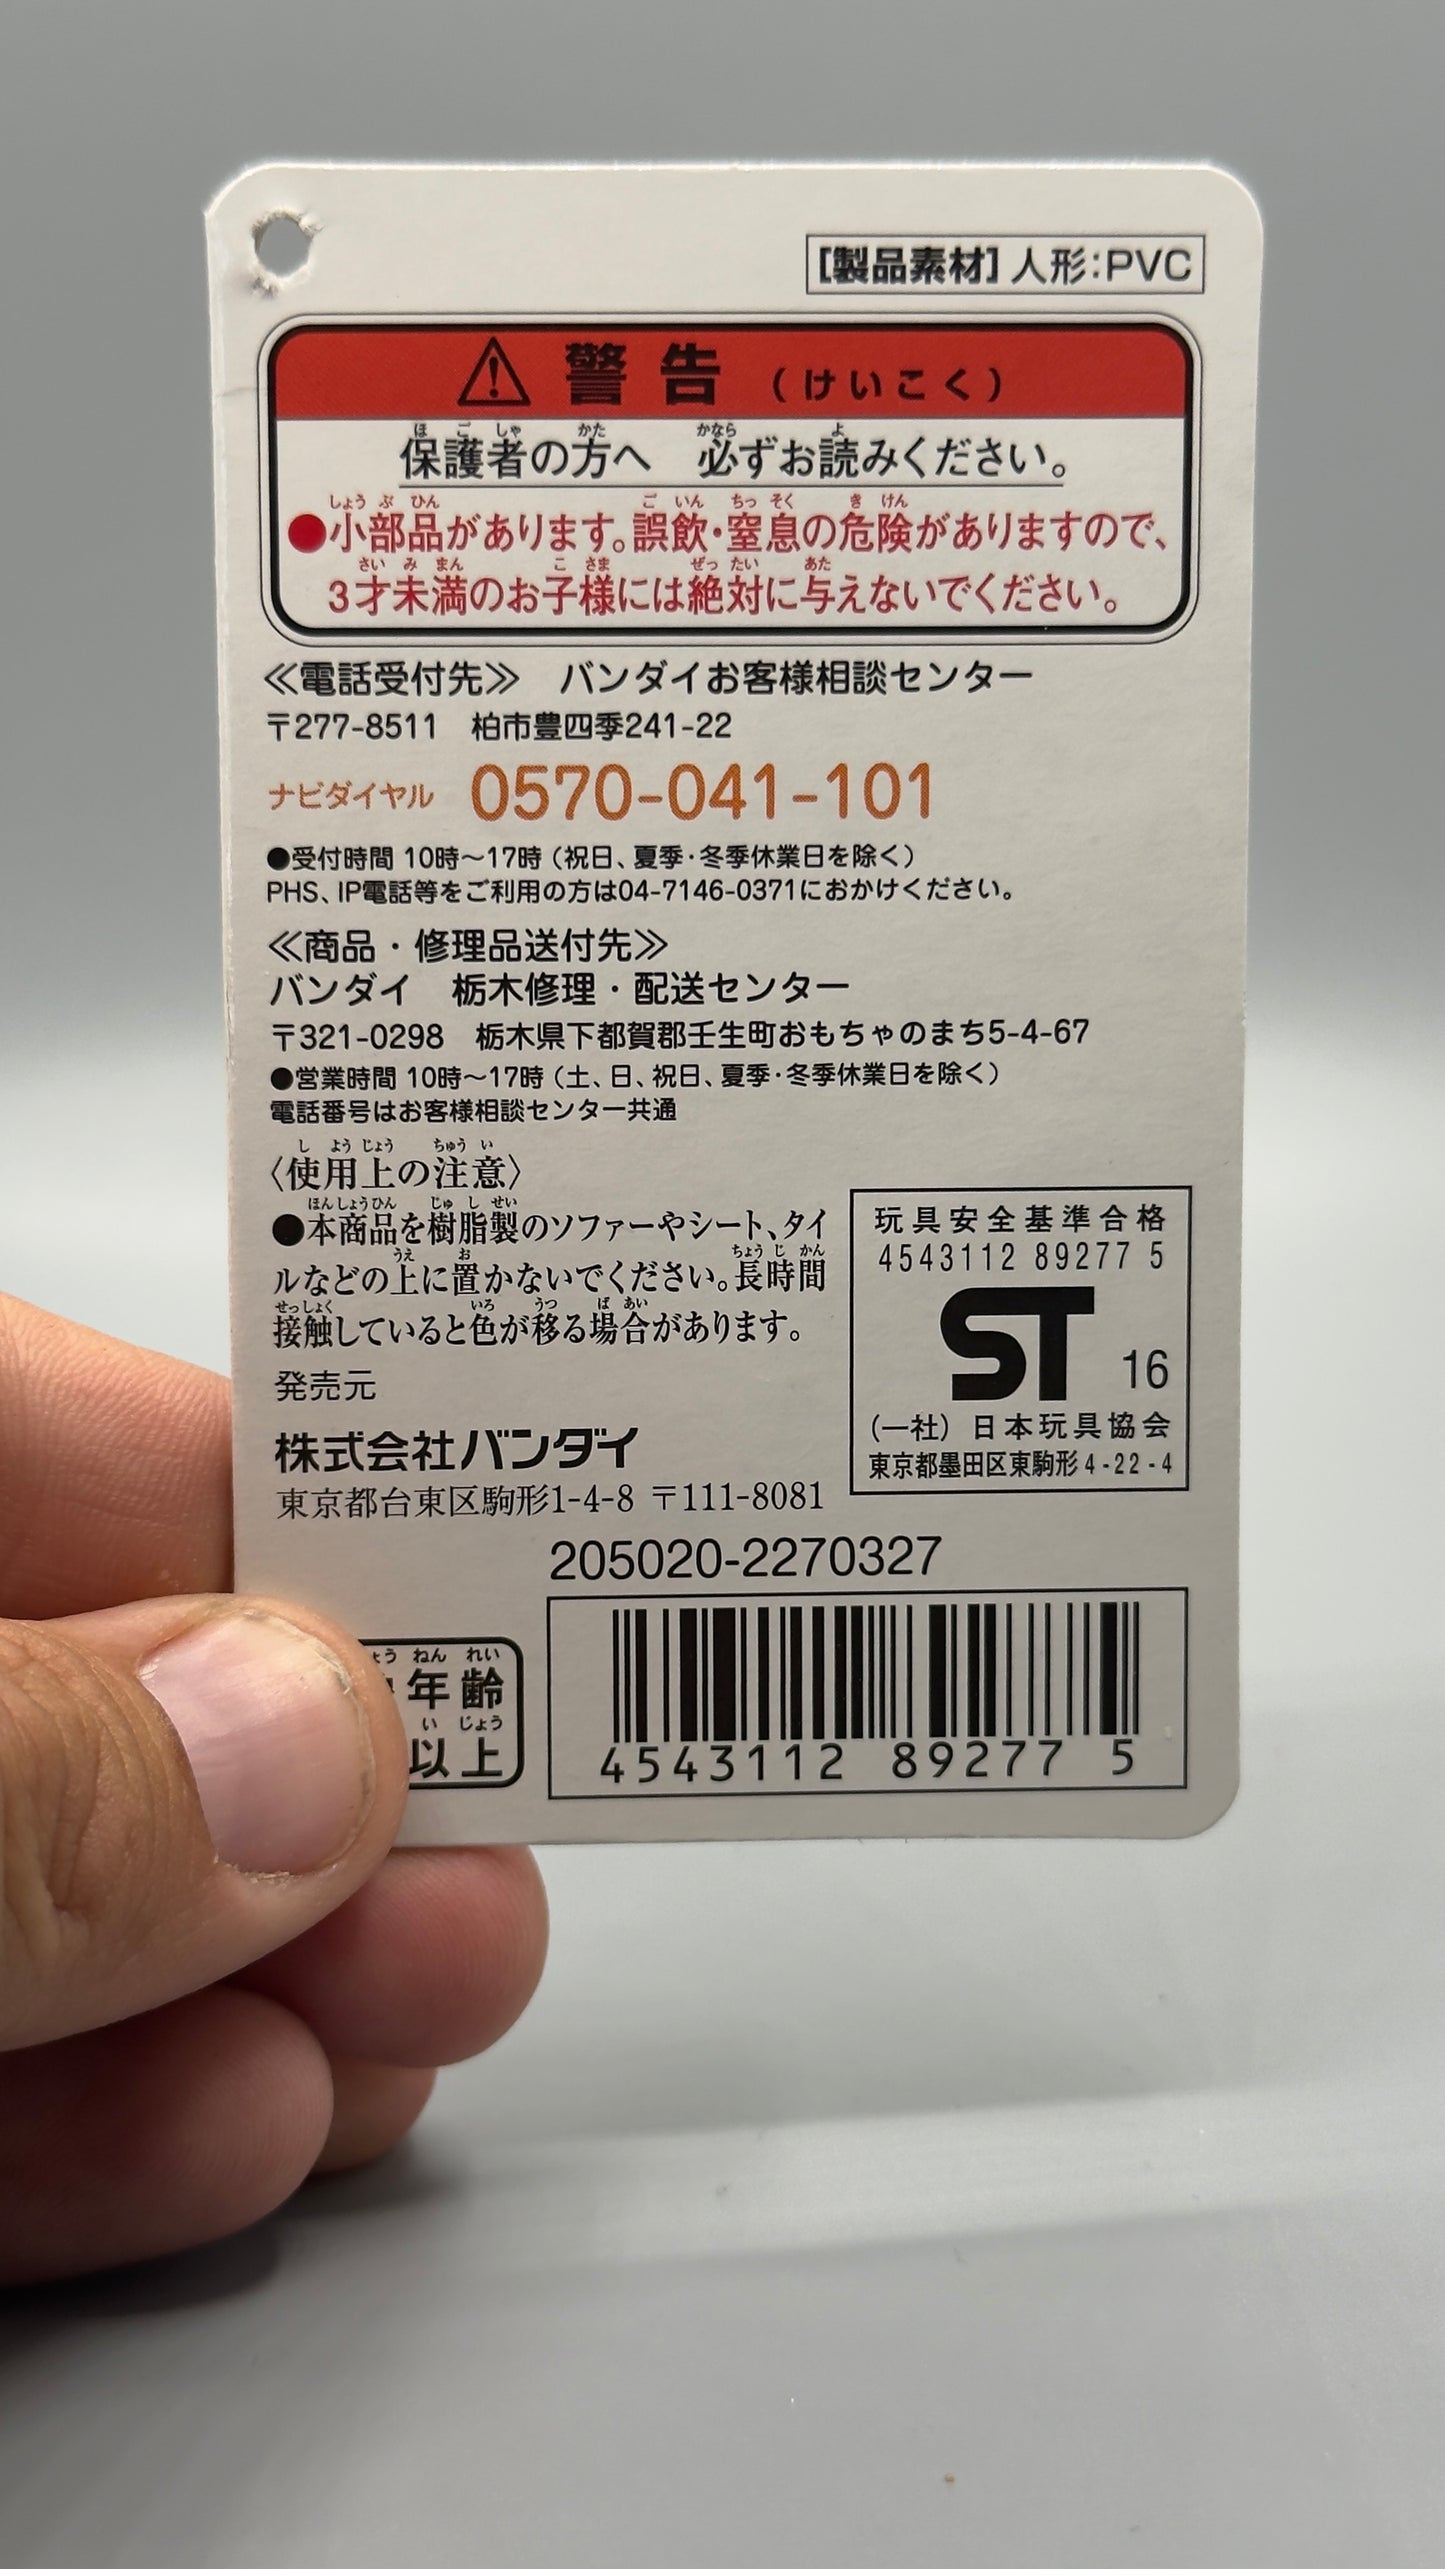 [製品素材] 人形：PVC
警告（けいこく）
保護者の方へ　必ずお読みください。
●小部品があります。誤飲・窒息の危険がありますので、
3才未満のお子様には絶対に与えないでください。
≪電話受付先≫　バンダイお客様相談センター
〒277-8511　柏市豊四季241-22
ナビダイヤル　0570-041-101
●受付時間 10時～17時（祝日、夏季・冬季休業日を除く）
PHS、IP電話等をご利用の方は04-7146-0371におかけください。
≪商品・修理品送付先≫
バンダイ　栃木修理・配送センター
〒321-0298　栃木県下都賀郡壬生町おもちゃのまち5-4-67
●営業時間 10時～17時（土、日、祝日、夏季・冬季休業日を除く）
電話番号はお客様相談センター共通
〈使用上の注意〉
●本商品を樹脂製のソファーやシート、タイ
ルなどの上に置かないでください。長時間
接触していると色が移る場合があります。
発売元
株式会社バンダイ
東京都台東区駒形1-4-8 〒111-8081
玩具安全基準合格
4543112 89277 5
ST 16
（一社）日本玩具協会
東京都墨田区東駒形4-22-4
205020-2270327
年齢
以上
4543112 89277 5